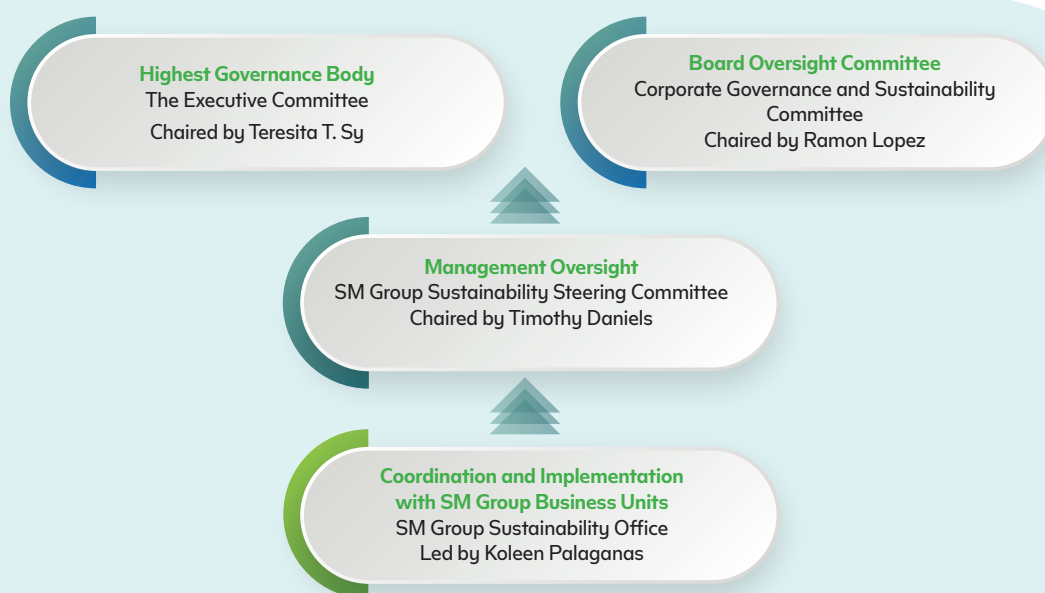 Highest Governance Body
The Executive Committee
Chaired by Teresita T. Sy
Board Oversight Committee
Corporate Governance and Sustainability
Committee
Chaired by Ramon Lopez
Management Oversight
SM Group Sustainability Steering Committee
Chaired by Timothy Daniels
Coordination and Implementation
with SM Group Business Units
SM Group Sustainability Office
Led by Koleen Palaganas